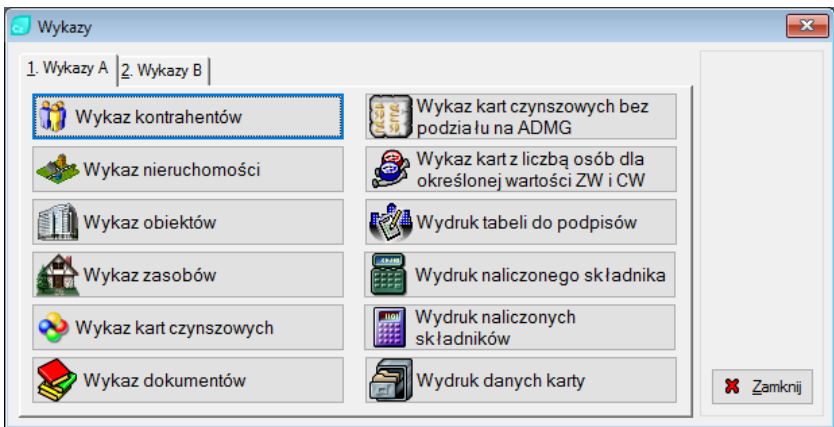 Wykazy
1. Wykazy A
2. Wykazy B
Wykaz kontrahentów
Wykaz nieruchomości
Wykaz obiektów
Wykaz zasobów
Wykaz kart czynszowych
Wykaz dokumentów
Wykaz kart czynszowych bez
podziału na ADMG
Wykaz kart z liczbą osób dla
określonej wartości ZW i CW
Wydruk tabeli do podpisów
Wydruk naliczonego składnika
Wydruk naliczonych
składników
Wydruk danych karty
Zamknij